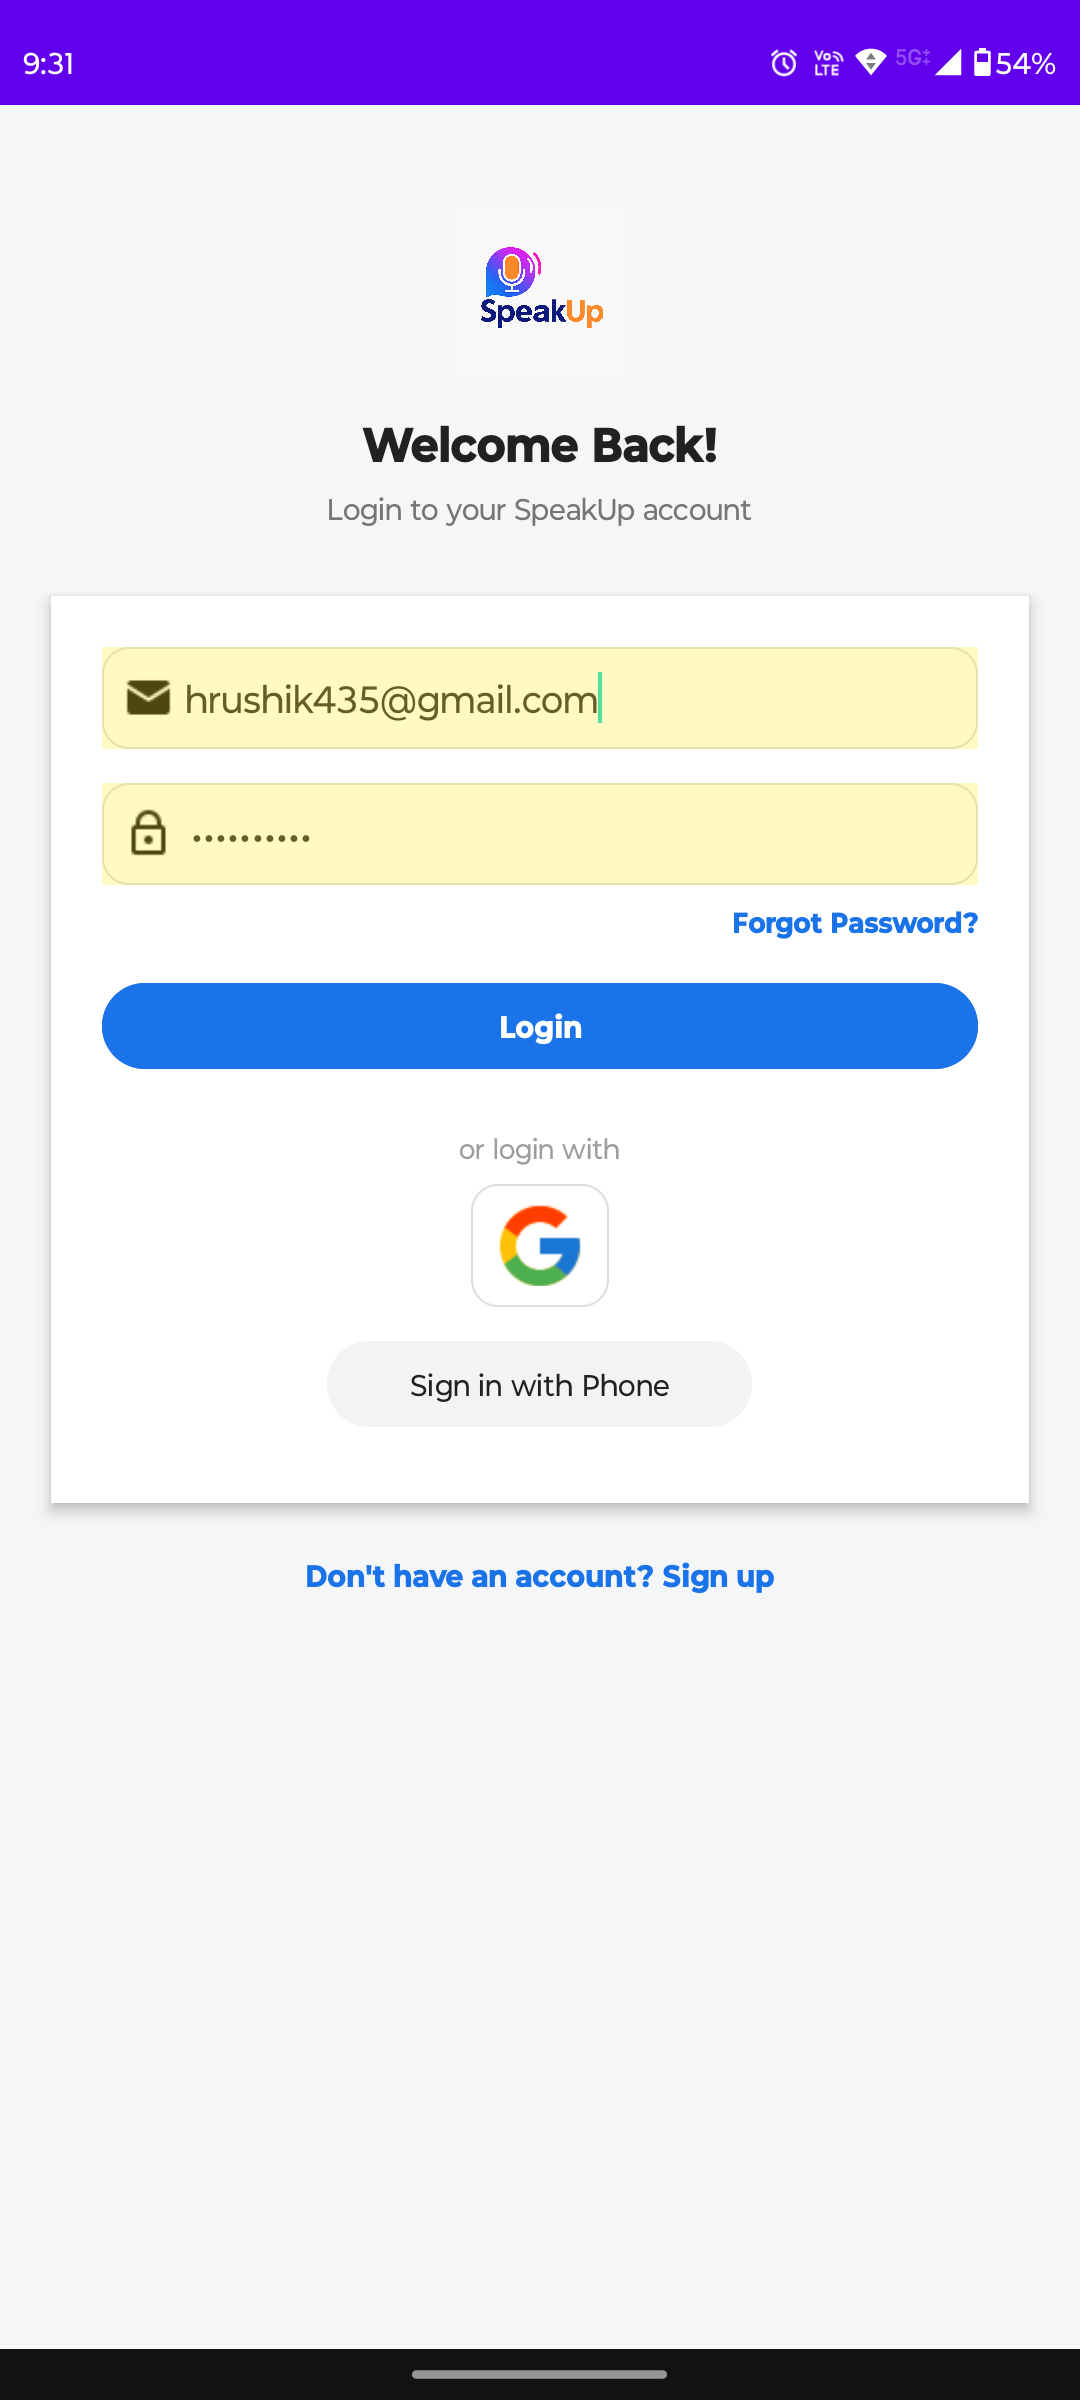 9:31
Vo LTE 5G 54%
SpeakUp
Welcome Back!
Login to your SpeakUp account
hrushik435@gmail.com
••••••••••
Forgot Password?
Login
or login with
Sign in with Phone
Don't have an account? Sign up